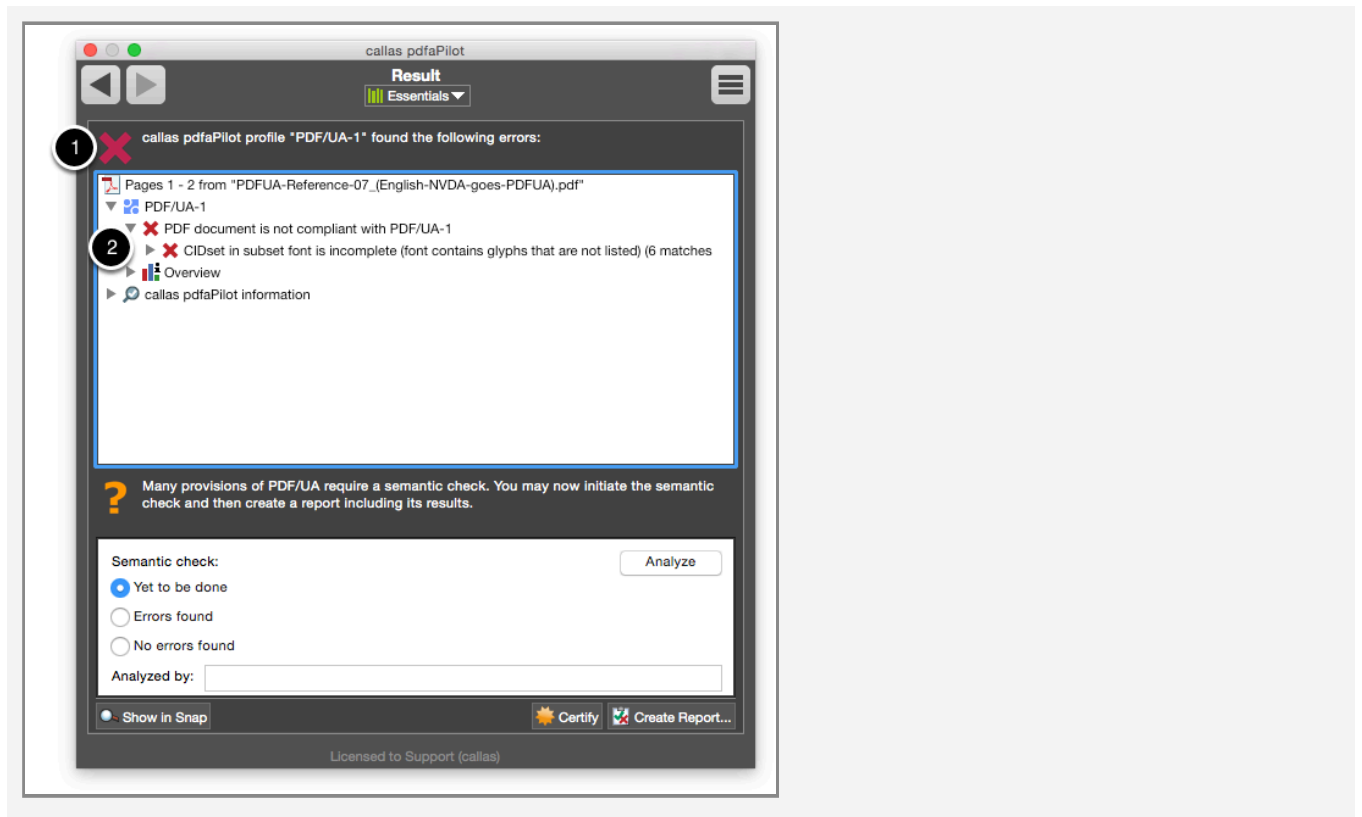 callas pdfaPilot
Result
Essentials
1
callas pdfaPilot profile "PDF/UA-1" found the following errors:
Pages 1 - 2 from "PDFUA-Reference-07_(English-NVDA-goes-PDFUA).pdf"
PDF/UA-1
PDF document is not compliant with PDF/UA-1
2
CIDset in subset font is incomplete (font contains glyphs that are not listed) (6 matches
Overview
callas pdfaPilot information
Many provisions of PDF/UA require a semantic check. You may now initiate the semantic
check and then create a report including its results.
Semantic check:
Analyze
Yet to be done
Errors found
No errors found
Analyzed by:
Show in Snap
Certify
Create Report...
Licensed to Support (callas)